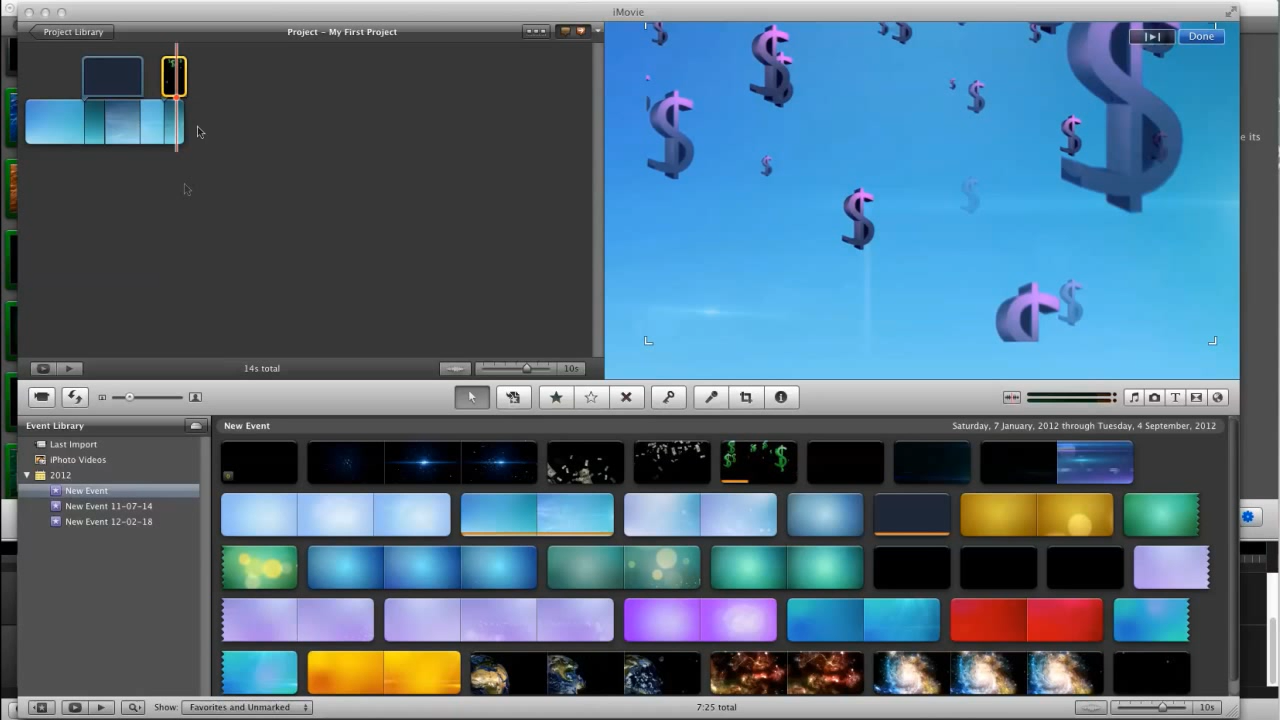 iMovie
Project Library
Project - My First Project
Done
e its
14s total
10s
Event Library
New Event
Saturday, 7 January, 2012 through Tuesday, 4 September, 2012
Last Import
iPhoto Videos
2012
New Event
New Event 11-07-14
New Event 12-02-18
Show: Favorites and Unmarked
7:25 total
10s